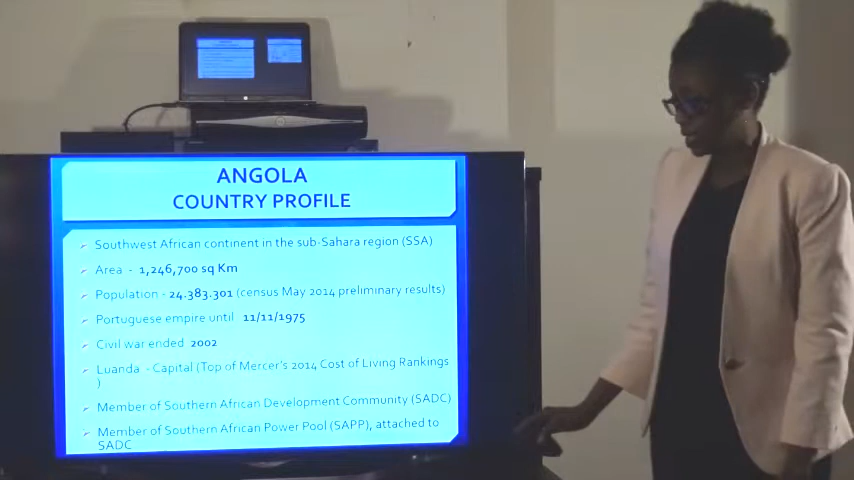 ANGOLA
COUNTRY PROFILE
Southwest African continent in the sub-Sahara region (SSA)
Area - 1,246,700 sq Km
Population - 24.383.301 (census May 2014 preliminary results)
Portuguese empire until 11/11/1975
Civil war ended 2002
Luanda - Capital (Top of Mercer's 2014 Cost of Living Rankings
)
Member of Southern African Development Community (SADC)
Member of Southern African Power Pool (SAPP), attached to
SADC